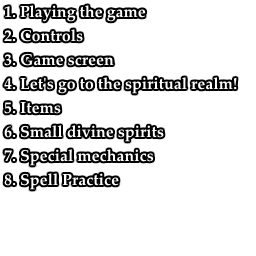 1. Playing the game
2. Controls
3. Game screen
4. Let's go to the spiritual realm!
5. Items
6. Small divine spirits
7. Special mechanics
8. Spell Practice